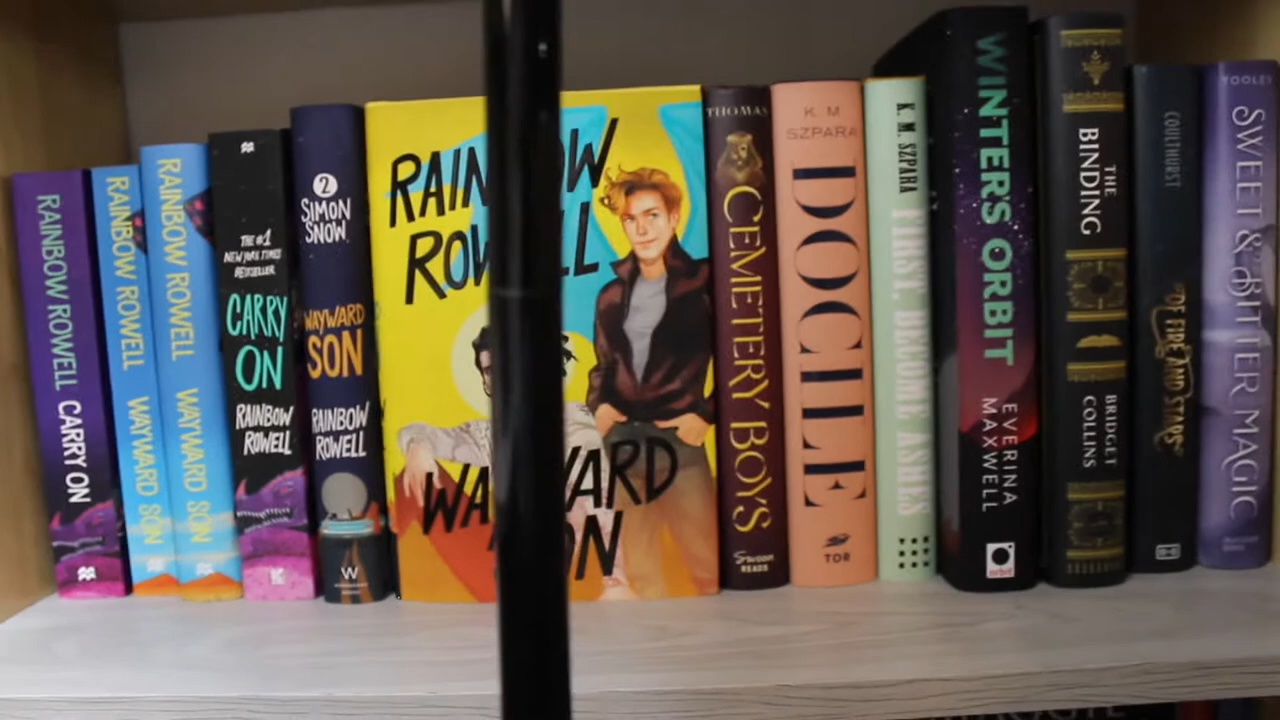 RAINBOW ROWELL CARRY ON
RAINBOW ROWELL WAYWARD SON
RAINBOW ROWELL WAYWARD SON
THE #1
NEW YORK TIMES
BESTSELLER
CARRY
ON
RAINBOW
ROWELL
2
SIMON
SNOW
WAYWARD
SON
RAINBOW
ROWELL
W
RAIN W
ROW LL
WA ARD
ON
THOMAS
CEMETERY BOYS
Swoon
READS
K. M.
SZPARA
DOCILE
TOR
K. M. SZPARA
FIRST, BECOME ASHES
WINTER'S ORBIT
EVERINA
MAXWELL
orbit
THE
BINDING
BRIDGET
COLLINS
COULTHURST
OF FIRE AND STARS
TOOLEY
SWEET & BITTER MAGIC